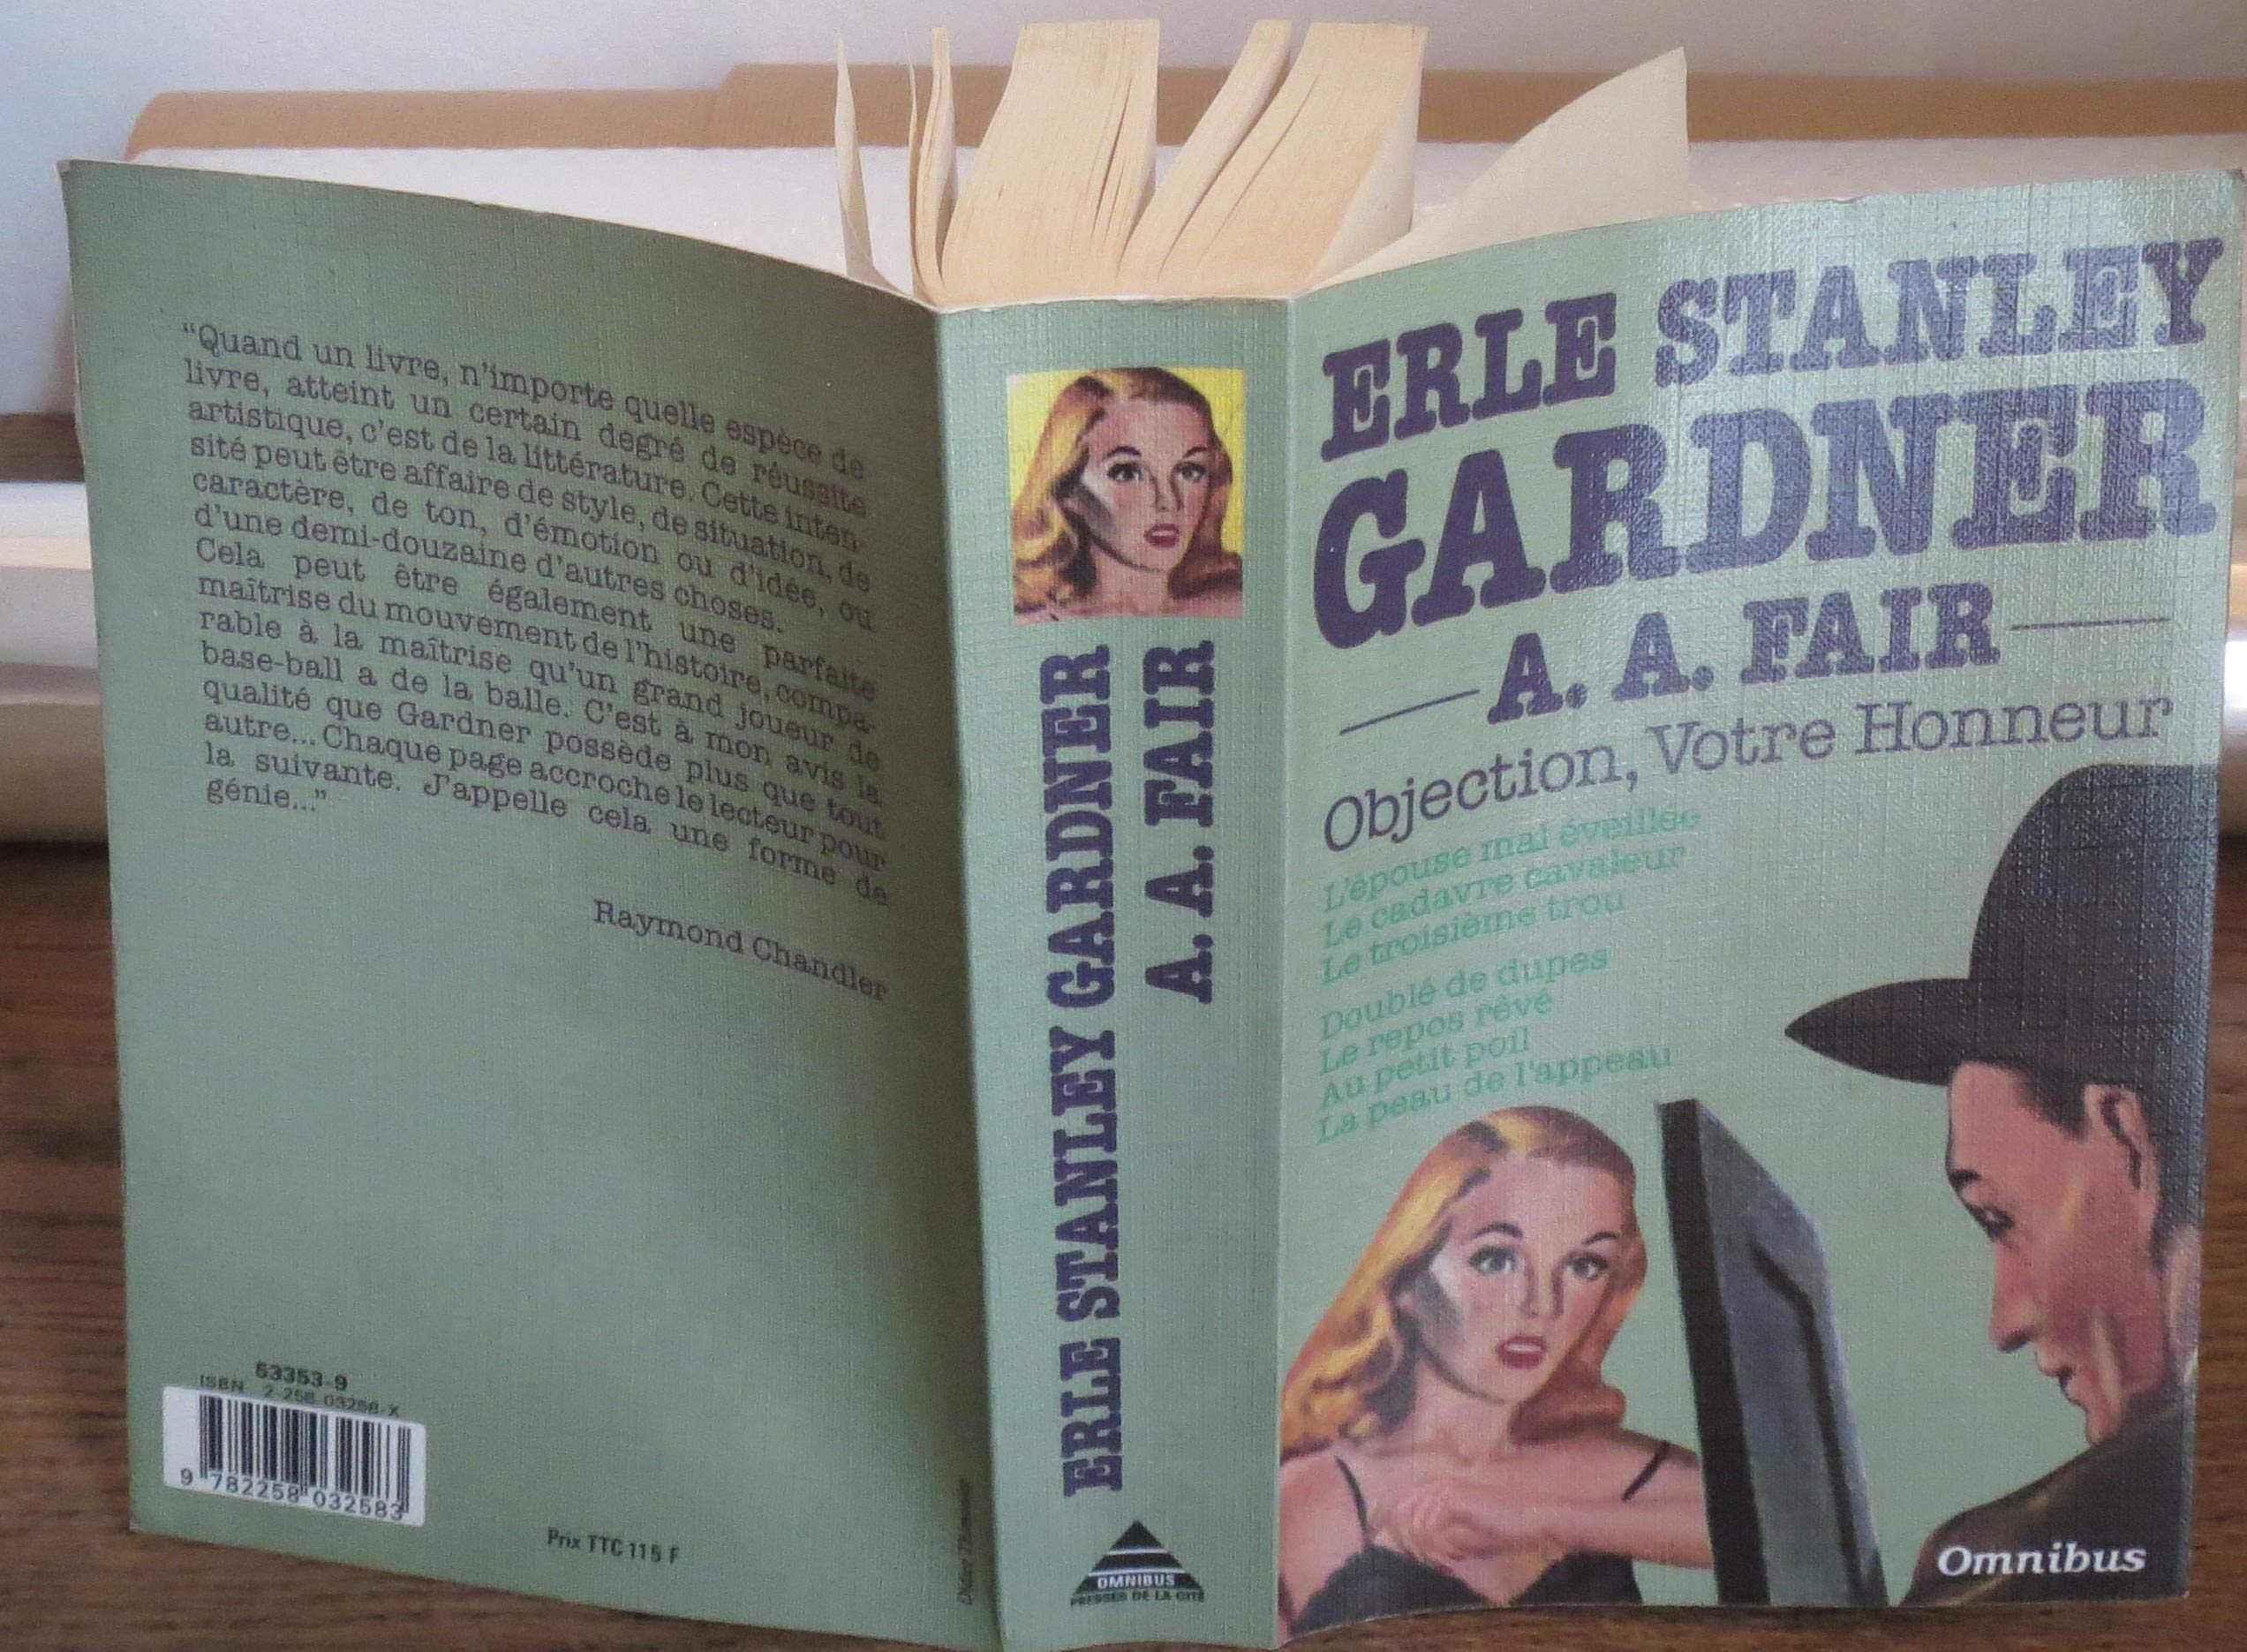 “Quand un livre, n'importe quelle espèce de
livre, atteint un certain degré de réussite
artistique, c'est de la littérature. Cette inten-
sité peut être affaire de style, de situation, de
caractère, de ton, d'émotion ou d'idée, ou
d'une demi-douzaine d'autres choses.
Cela peut être également une parfaite
maîtrise du mouvement de l'histoire, compa-
rable à la maîtrise qu'un grand joueur de
base-ball a de la balle. C'est à mon avis la
qualité que Gardner possède plus que tout
autre... Chaque page accroche le lecteur pour
la suivante. J'appelle cela une forme de
génie...”
Raymond Chandler
63353-9
ISBN 2-258-03258-X
9 782258 032583
Prix TTC 115 F
ERLE STANLEY GARDNER
A. A. FAIR
OMNIBUS
PRESSES DE LA CITÉ
ERLE STANLEY
GARDNER
A. A. FAIR
Objection, Votre Honneur
L'épouse mal éveillée
Le cadavre cavaleur
Le troisième trou
Doublé de dupes
Le repos rêvé
Au petit poil
La peau de l'appeau
Omnibus